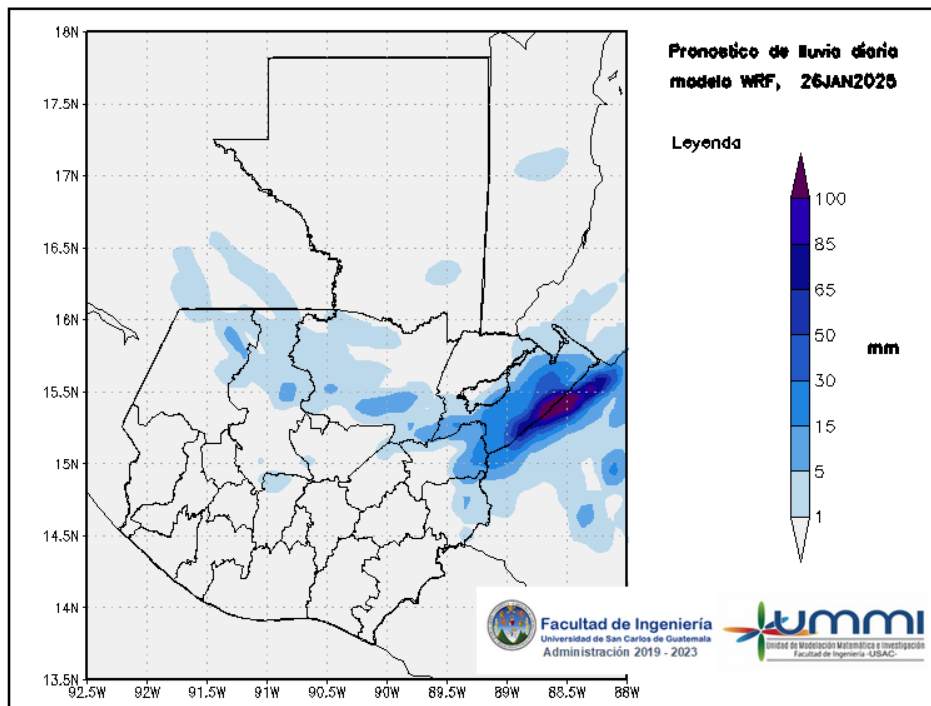 18N
17.5N
17N
16.5N
16N
15.5N
15N
14.5N
14N
13.5N
92.5W
92W
91.5W
91W
90.5W
90W
89.5W
89W
88.5W
88W
Pronostico de lluvia diaria
modelo WRF, 26JAN2025
Leyenda
100
85
65
50
30
15
5
1
mm
Facultad de Ingeniería
Universidad de San Carlos de Guatemala
Administración 2019 - 2023
ummi
Unidad de Modelación Matemática e Investigación
Facultad de Ingeniería -USAC-